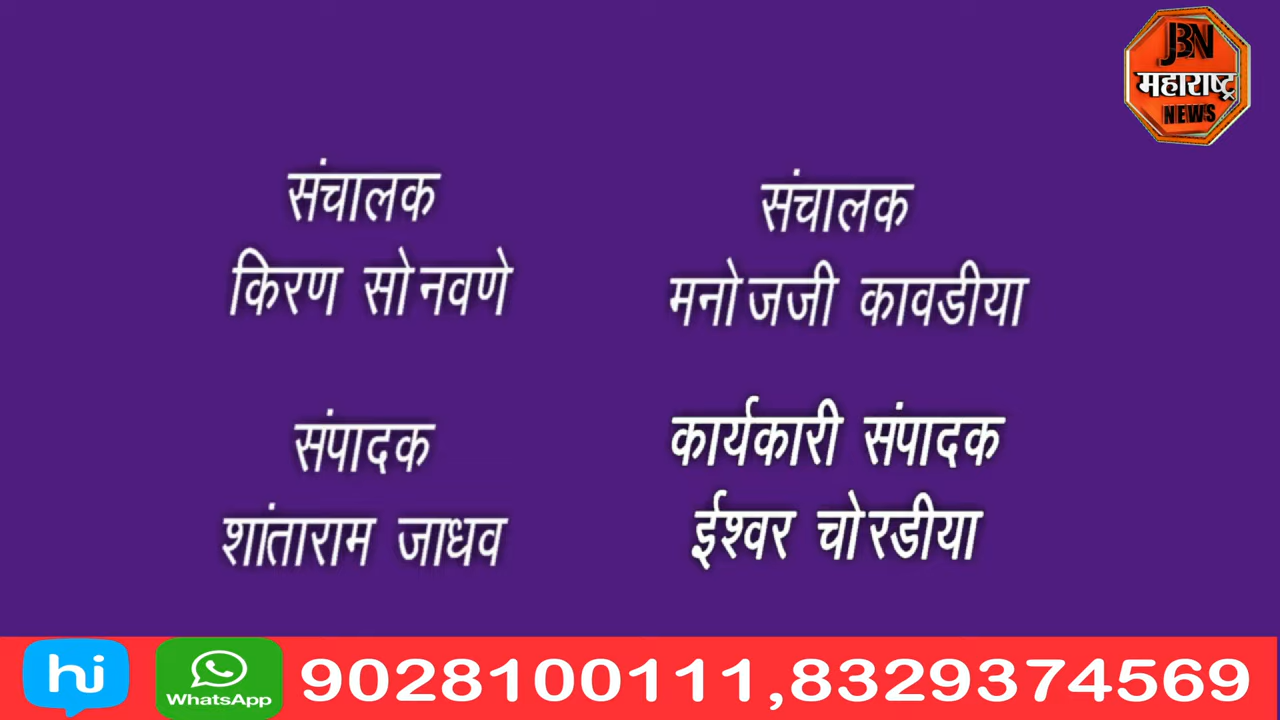 JBN
महाराष्ट्र
NEWS
संचालक
किरण सोनवणे
संचालक
मनोजजी कावडीया
संपादक
शांताराम जाधव
कार्यकारी संपादक
ईश्वर चोरडीया
hi
WhatsApp
9028100111,8329374569